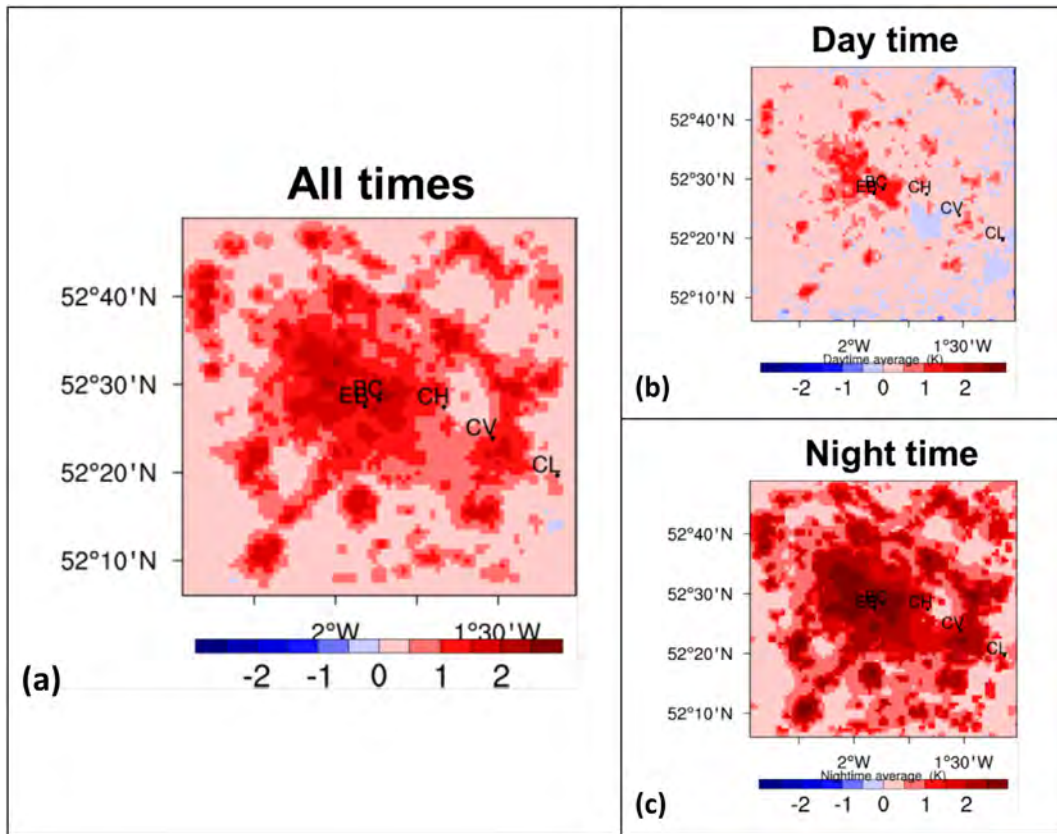 All times
52°40'N
52°30'N
52°20'N
52°10'N
BC
EB
CH
CV
CL
2°W 1°30'W
-2 -1 0 1 2
(a)
Day time
52°40'N
52°30'N
52°20'N
52°10'N
BC
EB
CH
CV
CL
2°W 1°30'W
Daytime average (K)
-2 -1 0 1 2
(b)
Night time
52°40'N
52°30'N
52°20'N
52°10'N
BC
EB
CH
CV
CL
2°W 1°30'W
Nightime average (K)
-2 -1 0 1 2
(c)